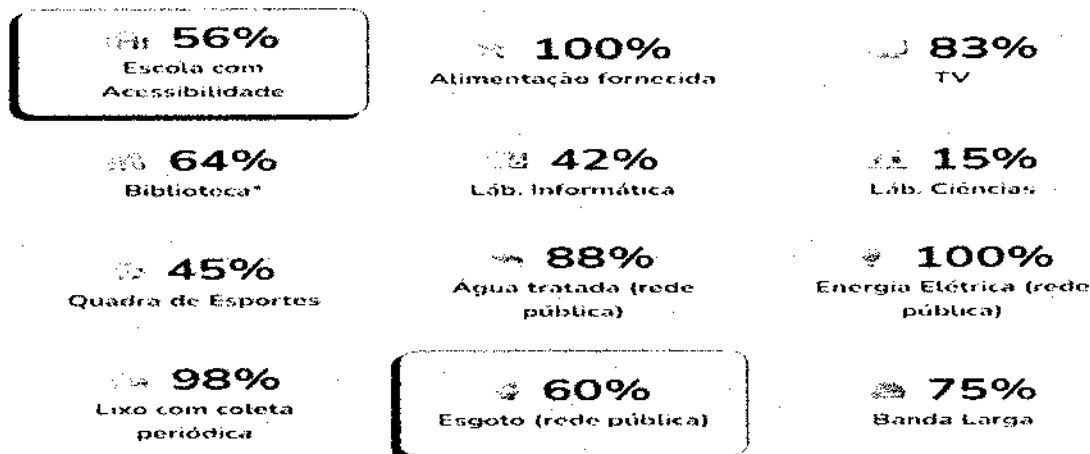 56%
Escola com
Acessibilidade
100%
Alimentação fornecida
83%
TV
64%
Biblioteca*
42%
Láb. Informática
15%
Láb. Ciências
45%
Quadra de Esportes
88%
Água tratada (rede
pública)
100%
Energia Elétrica (rede
pública)
98%
Lixo com coleta
periódica
60%
Esgoto (rede pública)
75%
Banda Larga